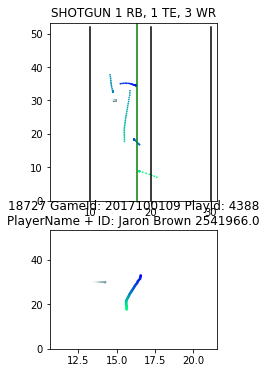 SHOTGUN 1 RB, 1 TE, 3 WR
50
40
30
20
10
0
10 20 30
18727 GameId: 2017100109 PlayId: 4388
PlayerName + ID: Jaron Brown 2541966.0
40
20
0
12.5 15.0 17.5 20.0